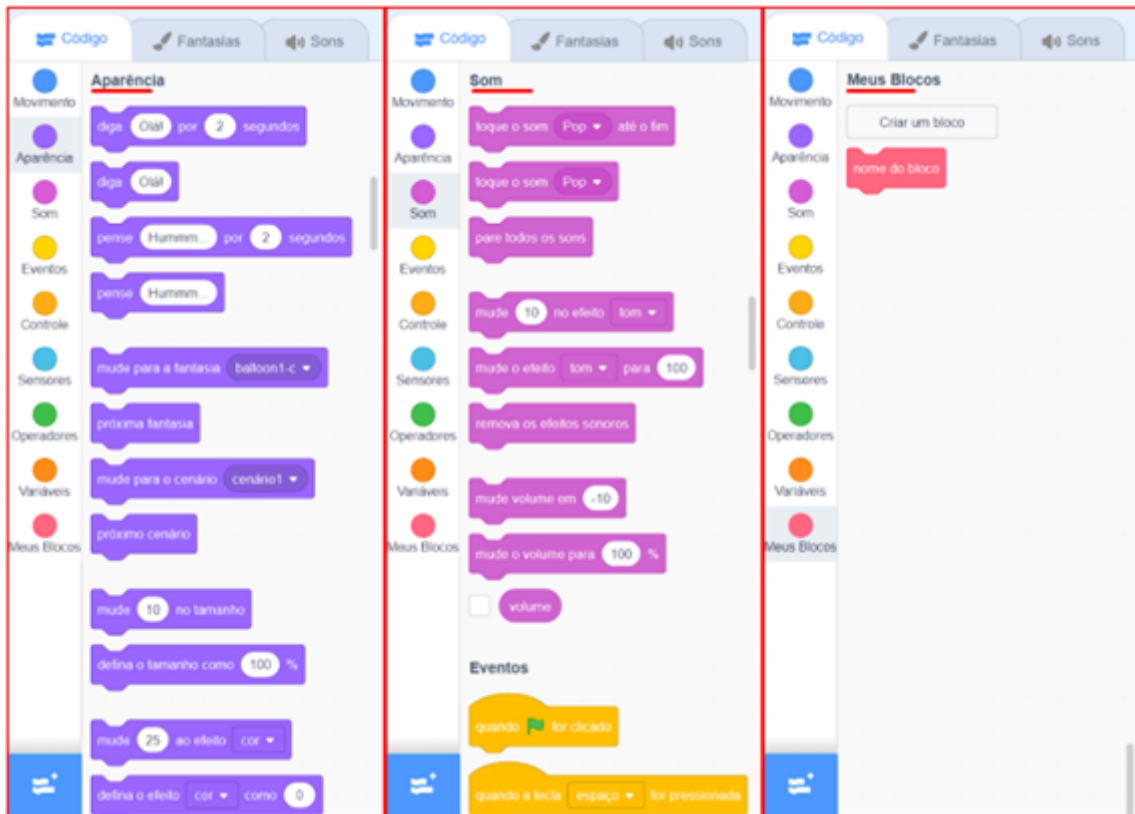 Código Fantasias Sons
Aparência
Movimento
Aparência
Som
Eventos
Controle
Sensores
Operadores
Variáveis
Meus Blocos
diga Olá! por 2 segundos
diga Olá!
pense Hummm... por 2 segundos
pense Hummm...
mude para a fantasia balloon1-c
próxima fantasia
mude para o cenário cenário1
próximo cenário
mude 10 no tamanho
defina o tamanho como 100 %
mude 25 ao efeito cor
defina o efeito cor como 0
Código Fantasias Sons
Som
Movimento
Aparência
Som
Eventos
Controle
Sensores
Operadores
Variáveis
Meus Blocos
toque o som Pop até o fim
toque o som Pop
pare todos os sons
mude 10 no efeito tom
mude o efeito tom para 100
remova os efeitos sonoros
mude volume em -10
mude o volume para 100 %
volume
Eventos
quando for clicado
quando a tecla espaço for pressionada
Código Fantasias Sons
Meus Blocos
Movimento
Aparência
Som
Eventos
Controle
Sensores
Operadores
Variáveis
Meus Blocos
Criar um bloco
nome do bloco